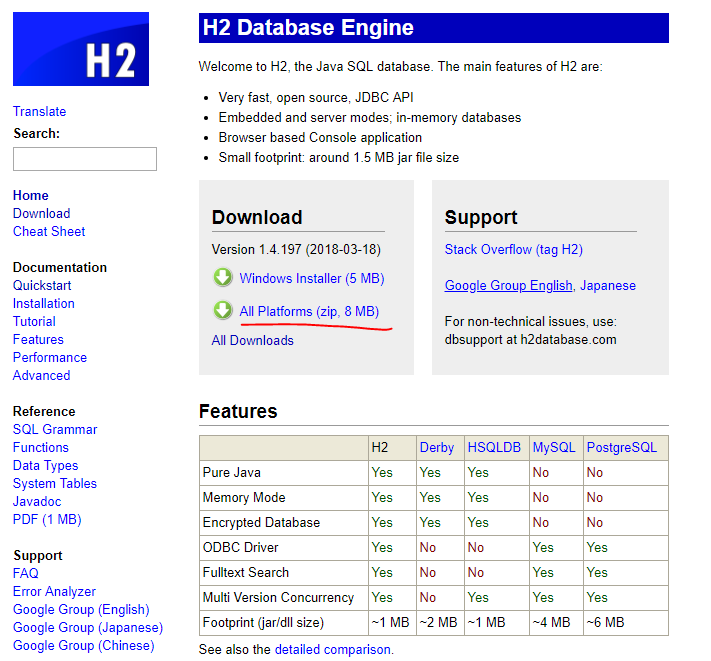 H2
Translate
Search:
Home
Download
Cheat Sheet
Documentation
Quickstart
Installation
Tutorial
Features
Performance
Advanced
Reference
SQL Grammar
Functions
Data Types
System Tables
Javadoc
PDF (1 MB)
Support
FAQ
Error Analyzer
Google Group (English)
Google Group (Japanese)
Google Group (Chinese)
H2 Database Engine
Welcome to H2, the Java SQL database. The main features of H2 are:
• Very fast, open source, JDBC API
• Embedded and server modes; in-memory databases
• Browser based Console application
• Small footprint: around 1.5 MB jar file size
Download
Version 1.4.197 (2018-03-18)
Windows Installer (5 MB)
All Platforms (zip, 8 MB)
All Downloads
Support
Stack Overflow (tag H2)
Google Group English, Japanese
For non-technical issues, use:
dbsupport at h2database.com
Features
H2 Derby HSQLDB MySQL PostgreSQL
Pure Java Yes Yes Yes No No
Memory Mode Yes Yes Yes No No
Encrypted Database Yes Yes Yes No No
ODBC Driver Yes No No Yes Yes
Fulltext Search Yes No No Yes Yes
Multi Version Concurrency Yes No Yes Yes Yes
Footprint (jar/dll size) ~1 MB ~2 MB ~1 MB ~4 MB ~6 MB
See also the detailed comparison.